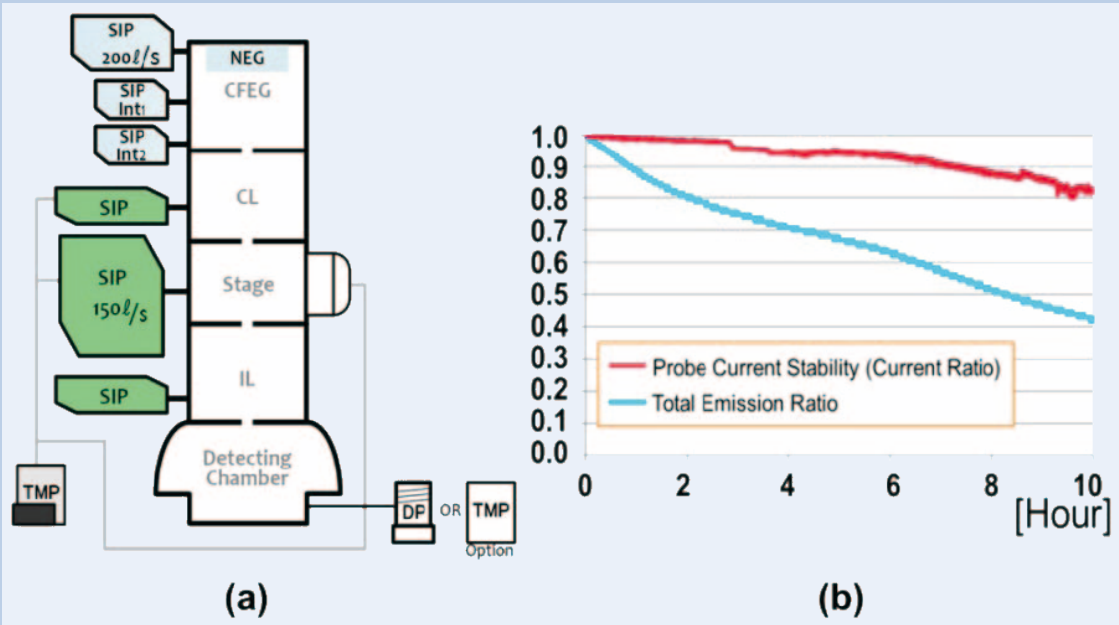 SIP
200ℓ/s
SIP
Int1
SIP
Int2
SIP
SIP
150ℓ/s
SIP
TMP
NEG
CFEG
CL
Stage
IL
Detecting
Chamber
DP OR TMP
Option
(a)
1.0
0.9
0.8
0.7
0.6
0.5
0.4
0.3
0.2
0.1
0.0
Probe Current Stability (Current Ratio)
Total Emission Ratio
0 2 4 6 8 10
[Hour]
(b)